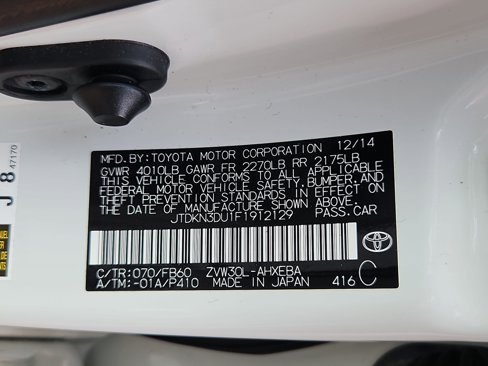 MFD.BY:TOYOTA MOTOR CORPORATION 12/14
GVWR 4010LB GAWR FR 2270LB RR 2175LB
THIS VEHICLE CONFORMS TO ALL APPLICABLE
FEDERAL MOTOR VEHICLE SAFETY, BUMPER, AND
THEFT PREVENTION STANDARDS IN EFFECT ON
THE DATE OF MANUFACTURE SHOWN ABOVE.
JTDKN3DU1F1912129 PASS.CAR
C/TR:070/FB60 ZVW30L-AHXEBA
A/TM:-01A/P410 MADE IN JAPAN 416 C
J 8 47170